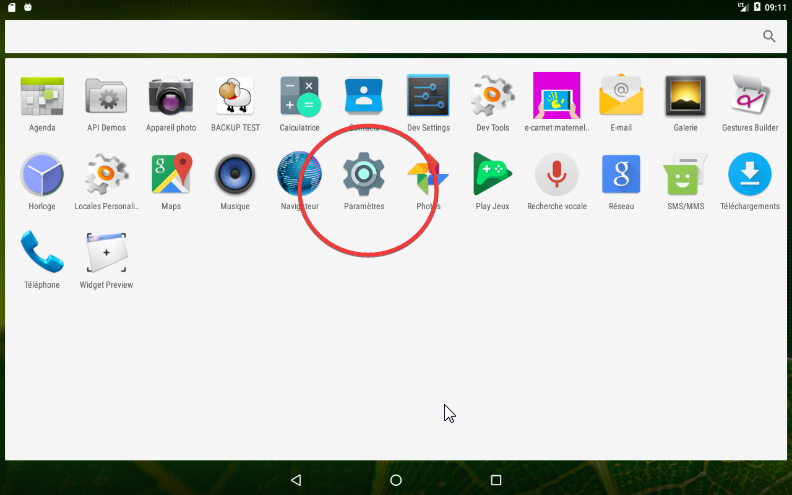 LTE 09:11
Agenda
API Demos
Appareil photo
BACKUP TEST
Calculatrice
Contacts
Dev Settings
Dev Tools
e-carnet maternel..
E-mail
Galerie
Gestures Builder
Horloge
Locales Personali..
Maps
Musique
Navigateur
Paramètres
Photos
Play Jeux
Recherche vocale
Réseau
SMS/MMS
Téléchargements
Téléphone
Widget Preview